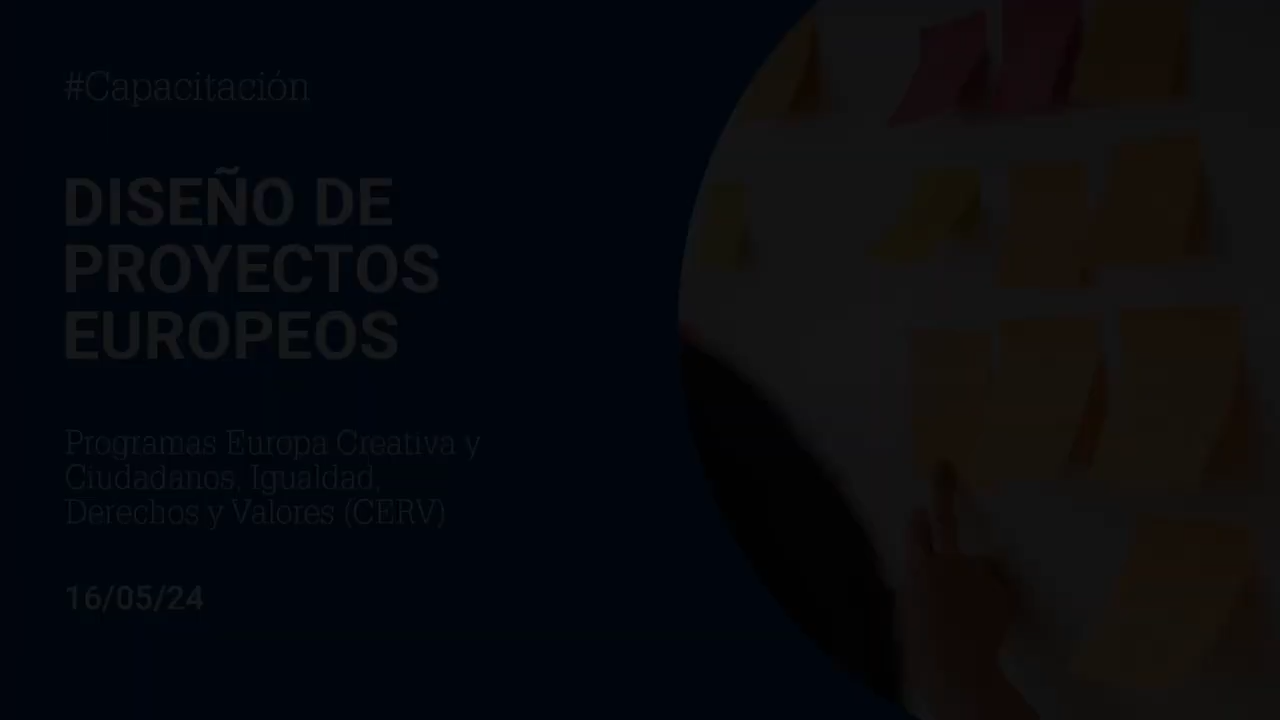 #Capacitación
DISEÑO DE
PROYECTOS
EUROPEOS
Programas Europa Creativa y
Ciudadanos, Igualdad,
Derechos y Valores (CERV)
16/05/24